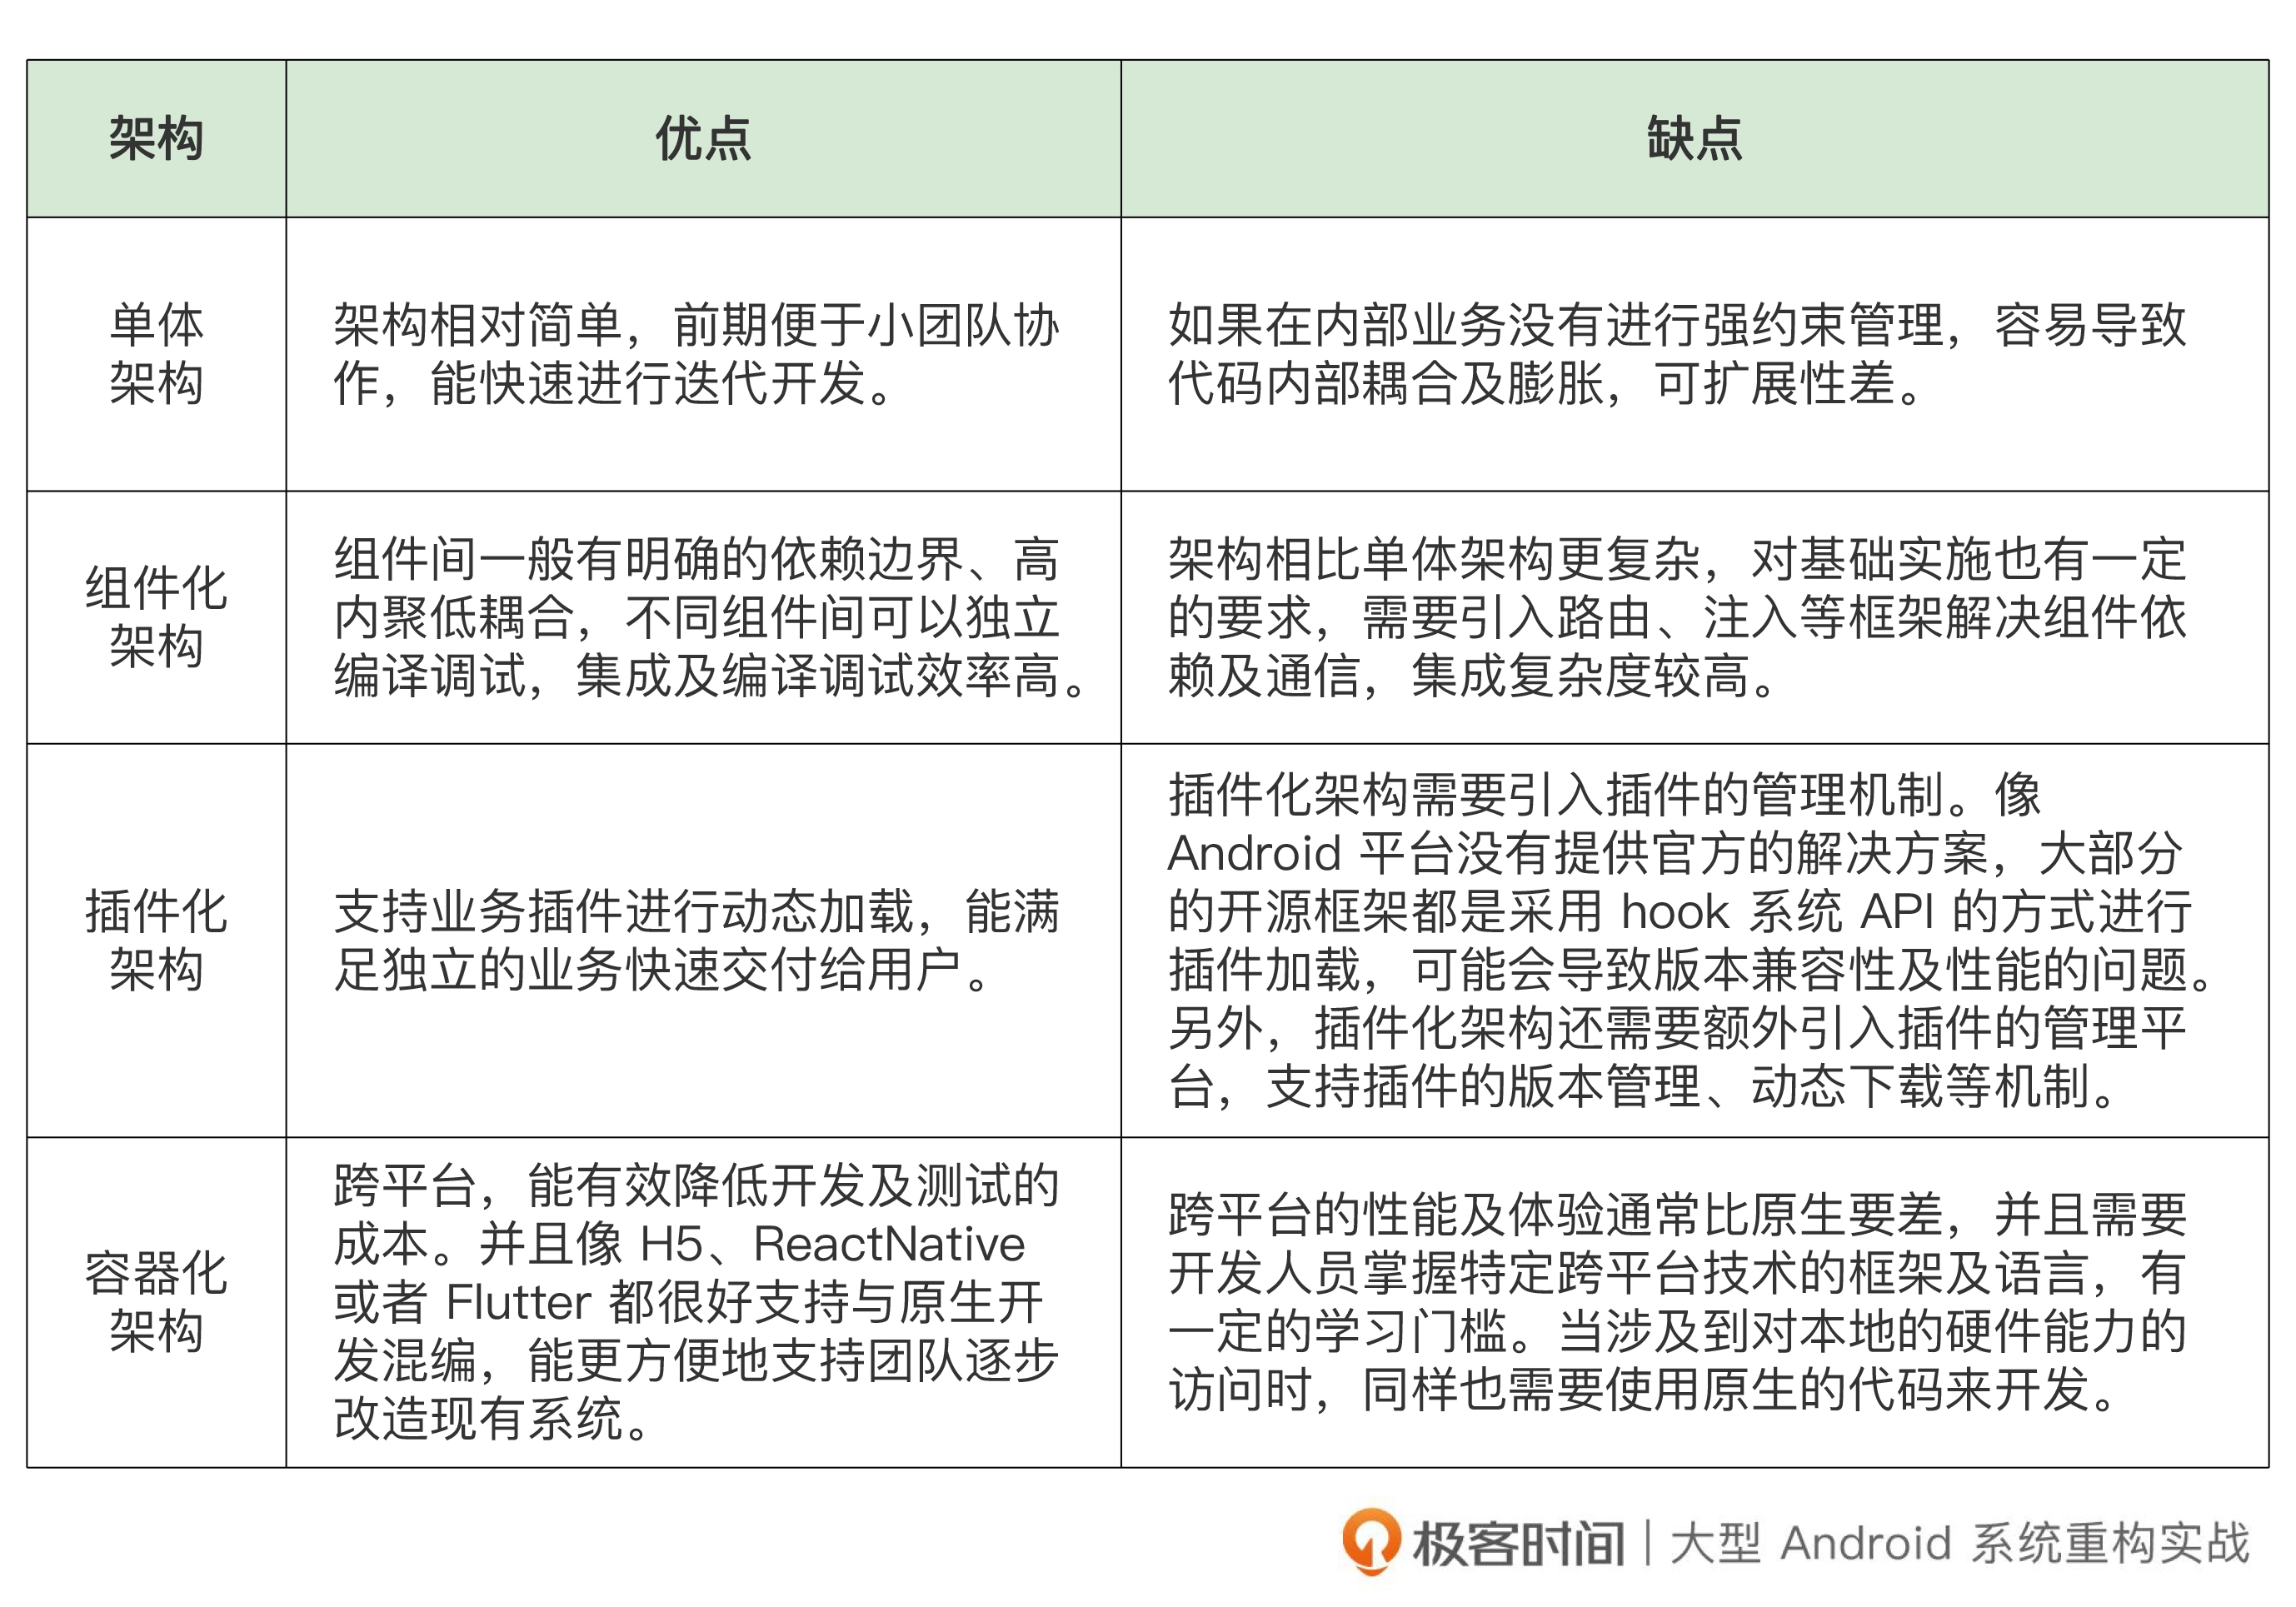 架构
优点
缺点
单体
架构
架构相对简单，前期便于小团队协
作，能快速进行迭代开发。
如果在内部业务没有进行强约束管理，容易导致
代码内部耦合及膨胀，可扩展性差。
组件化
架构
组件间一般有明确的依赖边界、高
内聚低耦合，不同组件间可以独立
编译调试，集成及编译调试效率高。
架构相比单体架构更复杂，对基础实施也有一定
的要求，需要引入路由、注入等框架解决组件依
赖及通信，集成复杂度较高。
插件化
架构
支持业务插件进行动态加载，能满
足独立的业务快速交付给用户。
插件化架构需要引入插件的管理机制。像
Android 平台没有提供官方的解决方案，大部分
的开源框架都是采用 hook 系统 API 的方式进行
插件加载，可能会导致版本兼容性及性能的问题。
另外，插件化架构还需要额外引入插件的管理平
台，支持插件的版本管理、动态下载等机制。
容器化
架构
跨平台，能有效降低开发及测试的
成本。并且像 H5、ReactNative
或者 Flutter 都很好支持与原生开
发混编，能更方便地支持团队逐步
改造现有系统。
跨平台的性能及体验通常比原生要差，并且需要
开发人员掌握特定跨平台技术的框架及语言，有
一定的学习门槛。当涉及到对本地的硬件能力的
访问时，同样也需要使用原生的代码来开发。
极客时间 | 大型 Android 系统重构实战